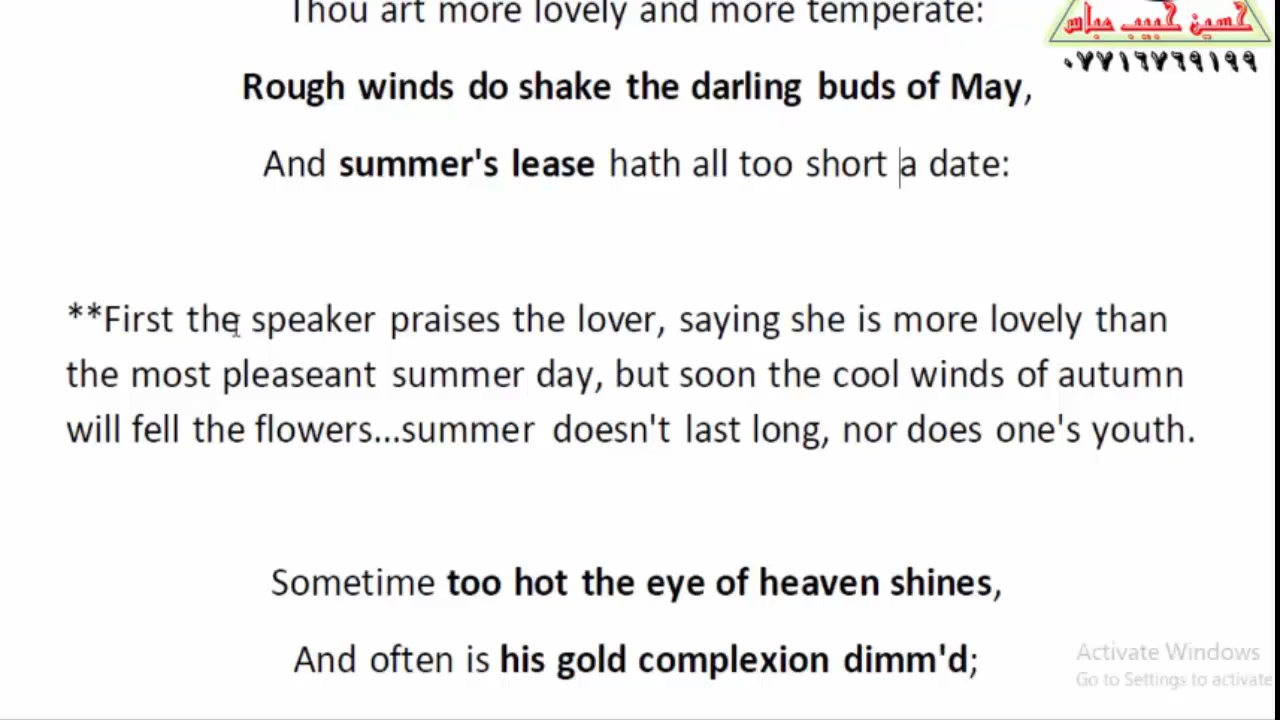 Thou art more lovely and more temperate:
حسين حبيب عباس
٠٧٧١٦٧٦٩١٩٩
Rough winds do shake the darling buds of May,
And summer's lease hath all too short a date:
**First the speaker praises the lover, saying she is more lovely than
the most pleaseant summer day, but soon the cool winds of autumn
will fell the flowers...summer doesn't last long, nor does one's youth.
Sometime too hot the eye of heaven shines,
And often is his gold complexion dimm'd;
Activate Windows
Go to Settings to activate